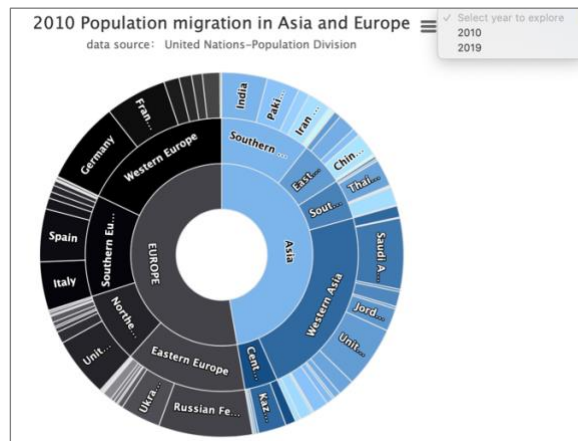 2010 Population migration in Asia and Europe
data source: United Nations-Population Division
✓ Select year to explore
2010
2019
India
Paki...
Iran ...
Southern ...
East...
Chin...
Thai...
Sout...
Asia
Saudi A...
Western Asia
Jord...
Unit...
Cent...
Kaz...
Fran...
Germany
Western Europe
EUROPE
Southern Eu...
Spain
Italy
Northe...
Unit...
Eastern Europe
Ukra...
Russian Fe...